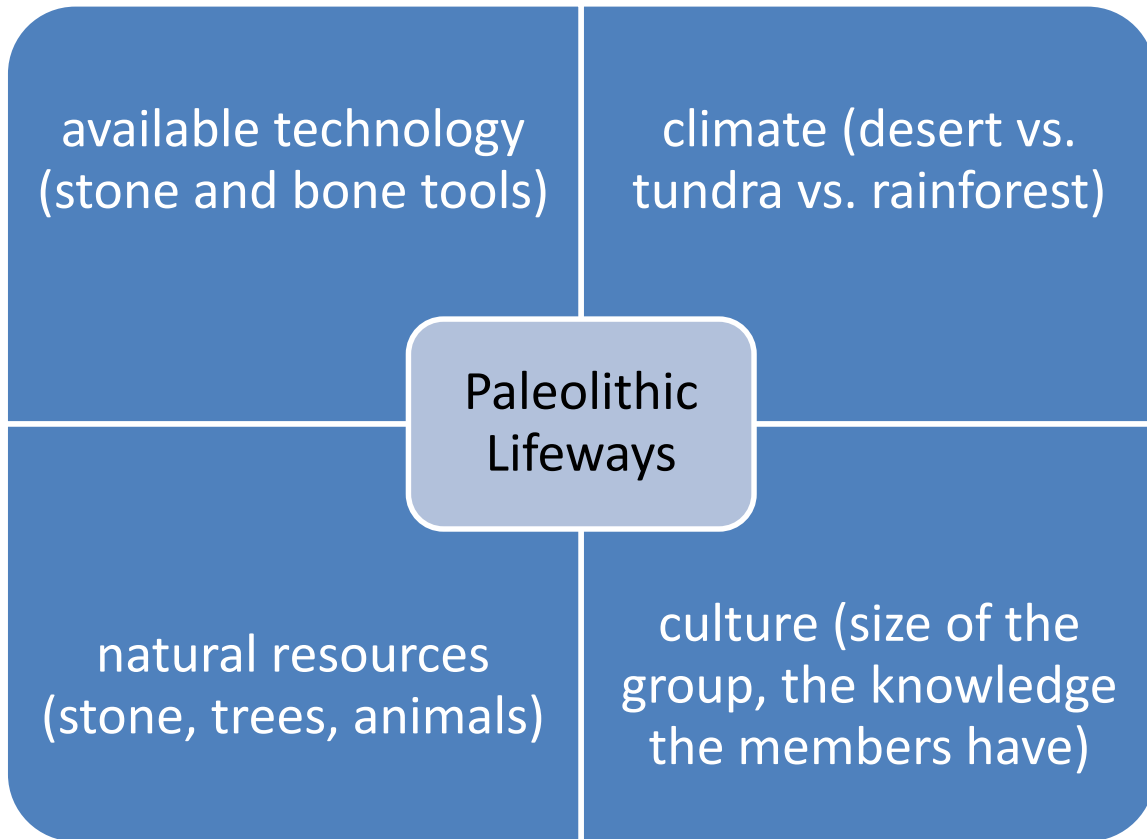 available technology
(stone and bone tools)
climate (desert vs.
tundra vs. rainforest)
Paleolithic
Lifeways
natural resources
(stone, trees, animals)
culture (size of the
group, the knowledge
the members have)